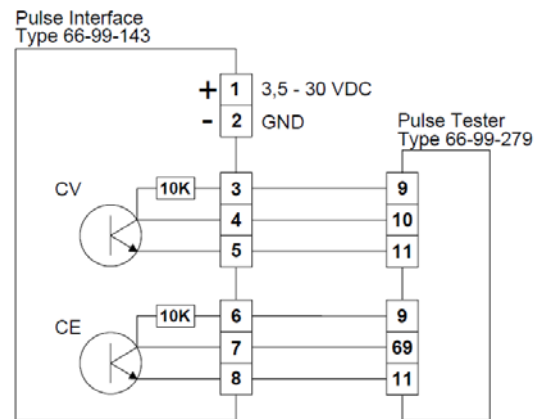 Pulse Interface
Type 66-99-143
+ 1 3,5 - 30 VDC
- 2 GND
Pulse Tester
Type 66-99-279
CV 10K 3 9
4 10
5 11
CE 10K 6 9
7 69
8 11